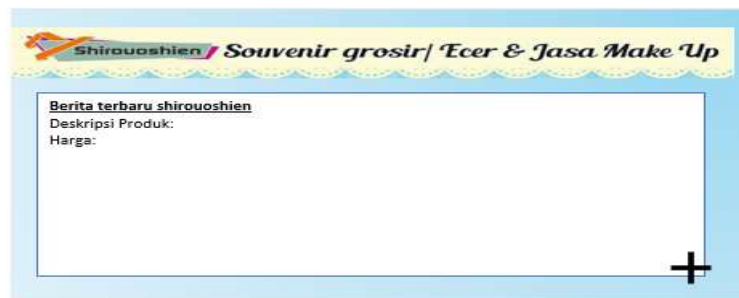 Shirouoshien Souvenir grosir/ Ecer & Jasa Make Up
Berita terbaru shirouoshien
Deskripsi Produk:
Harga: